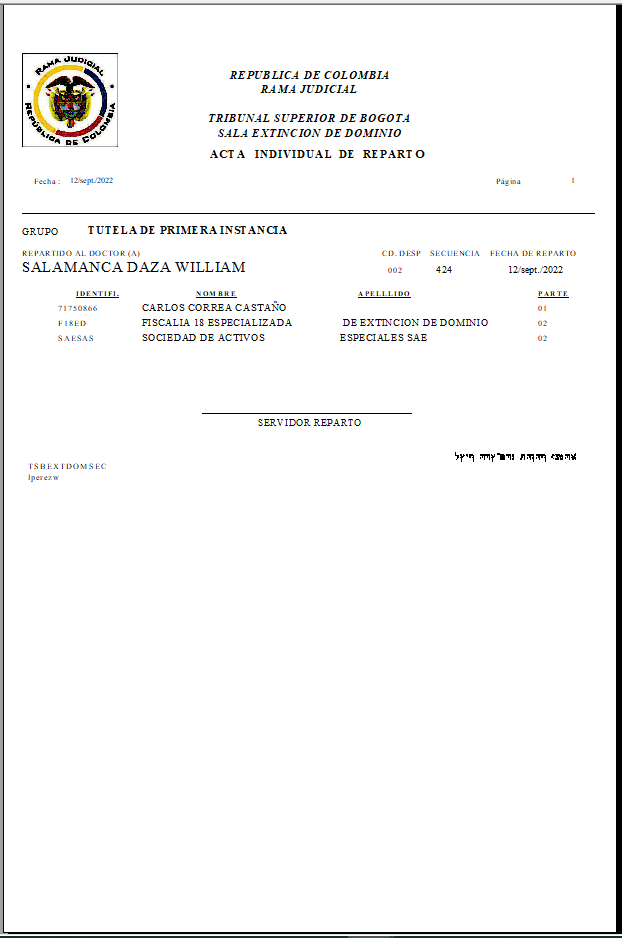 RAMA JUDICIAL
REPUBLICA DE COLOMBIA
REPUBLICA DE COLOMBIA
RAMA JUDICIAL
TRIBUNAL SUPERIOR DE BOGOTA
SALA EXTINCION DE DOMINIO
ACTA INDIVIDUAL DE REPARTO
Fecha : 12/sept./2022 Página 1
GRUPO TUTELA DE PRIMERA INSTANCIA
REPARTIDO AL DOCTOR (A) CD. DESP SECUENCIA FECHA DE REPARTO
SALAMANCA DAZA WILLIAM 002 424 12/sept./2022
IDENTIFI. NOMBRE APELLLIDO PARTE
71750866 CARLOS CORREA CASTAÑO 01
F18ED FISCALIA 18 ESPECIALIZADA DE EXTINCION DE DOMINIO 02
SAESAS SOCIEDAD DE ACTIVOS ESPECIALES SAE 02
SERVIDOR REPARTO
TSBEXTDOMSEC
lperezw